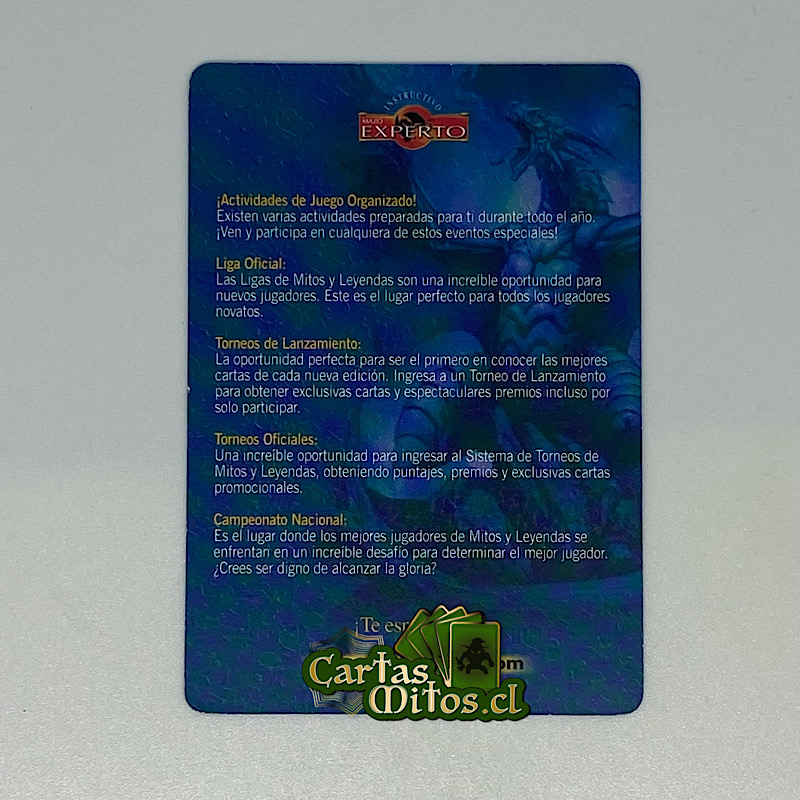 INSTRUCTIVO
MAZO
EXPERTO
¡Actividades de Juego Organizado!
Existen varias actividades preparadas para ti durante todo el año.
¡Ven y participa en cualquiera de estos eventos especiales!
Liga Oficial:
Las Ligas de Mitos y Leyendas son una increíble oportunidad para
nuevos jugadores. Este es el lugar perfecto para todos los jugadores
novatos.
Torneos de Lanzamiento:
La oportunidad perfecta para ser el primero en conocer las mejores
cartas de cada nueva edición. Ingresa a un Torneo de Lanzamiento
para obtener exclusivas cartas y espectaculares premios incluso por
solo participar.
Torneos Oficiales:
Una increíble oportunidad para ingresar al Sistema de Torneos de
Mitos y Leyendas, obteniendo puntajes, premios y exclusivas cartas
promocionales.
Campeonato Nacional:
Es el lugar donde los mejores jugadores de Mitos y Leyendas se
enfrentan en un increíble desafío para determinar el mejor jugador.
¿Crees ser digno de alcanzar la gloria?
¡Te
Cartas
Mitos.cl